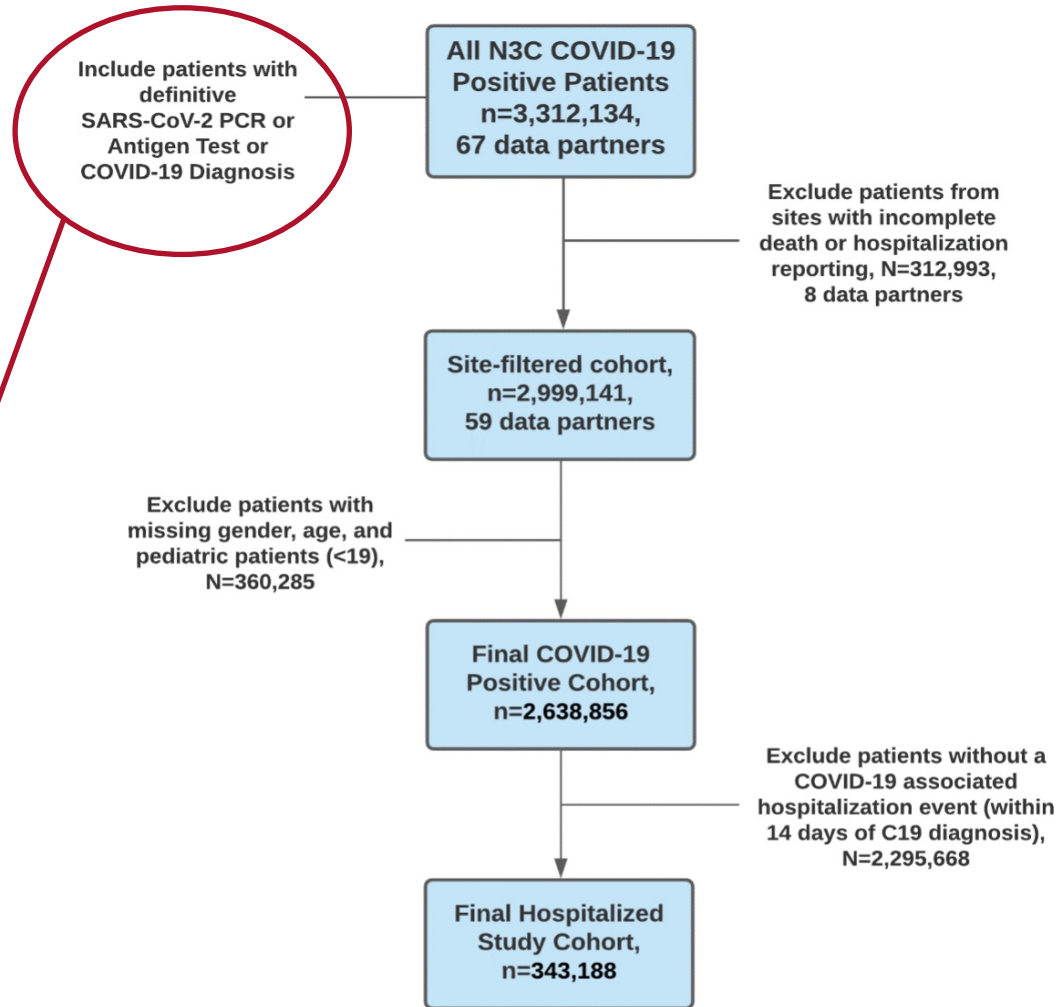 Include patients with
definitive
SARS-CoV-2 PCR or
Antigen Test or
COVID-19 Diagnosis
All N3C COVID-19
Positive Patients
n=3,312,134,
67 data partners
Exclude patients from
sites with incomplete
death or hospitalization
reporting, N=312,993,
8 data partners
Site-filtered cohort,
n=2,999,141,
59 data partners
Exclude patients with
missing gender, age, and
pediatric patients (<19),
N=360,285
Final COVID-19
Positive Cohort,
n=2,638,856
Exclude patients without a
COVID-19 associated
hospitalization event (within
14 days of C19 diagnosis),
N=2,295,668
Final Hospitalized
Study Cohort,
n=343,188